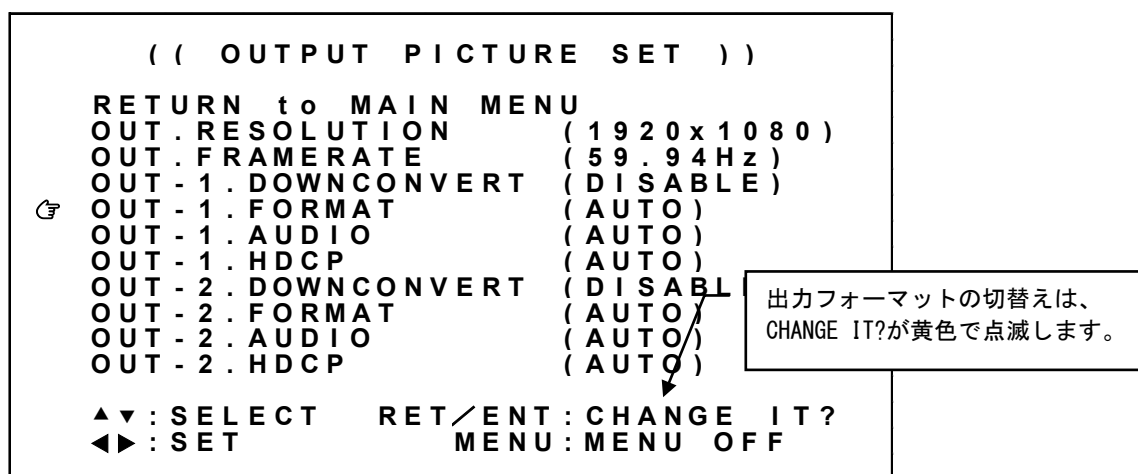 (( OUTPUT PICTURE SET ))
RETURN to MAIN MENU
OUT.RESOLUTION (1920x1080)
OUT.FRAMERATE (59.94Hz)
OUT-1.DOWNCONVERT (DISABLE)
☞ OUT-1.FORMAT (AUTO)
OUT-1.AUDIO (AUTO)
OUT-1.HDCP (AUTO)
OUT-2.DOWNCONVERT (DISABL
OUT-2.FORMAT (AUTO)
OUT-2.AUDIO (AUTO)
OUT-2.HDCP (AUTO)
▲▼:SELECT RET/ENT:CHANGE IT?
◀▶:SET MENU:MENU OFF
出力フォーマットの切替えは、
CHANGE IT?が黄色で点滅します。